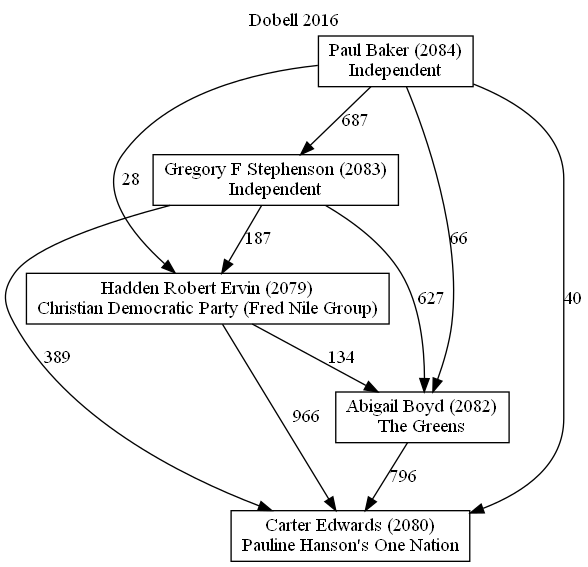 Dobell 2016
Paul Baker (2084)
Independent
687
Gregory F Stephenson (2083)
Independent
28
187
66
Hadden Robert Ervin (2079)
Christian Democratic Party (Fred Nile Group)
627
40
389
134
Abigail Boyd (2082)
The Greens
966
796
Carter Edwards (2080)
Pauline Hanson's One Nation